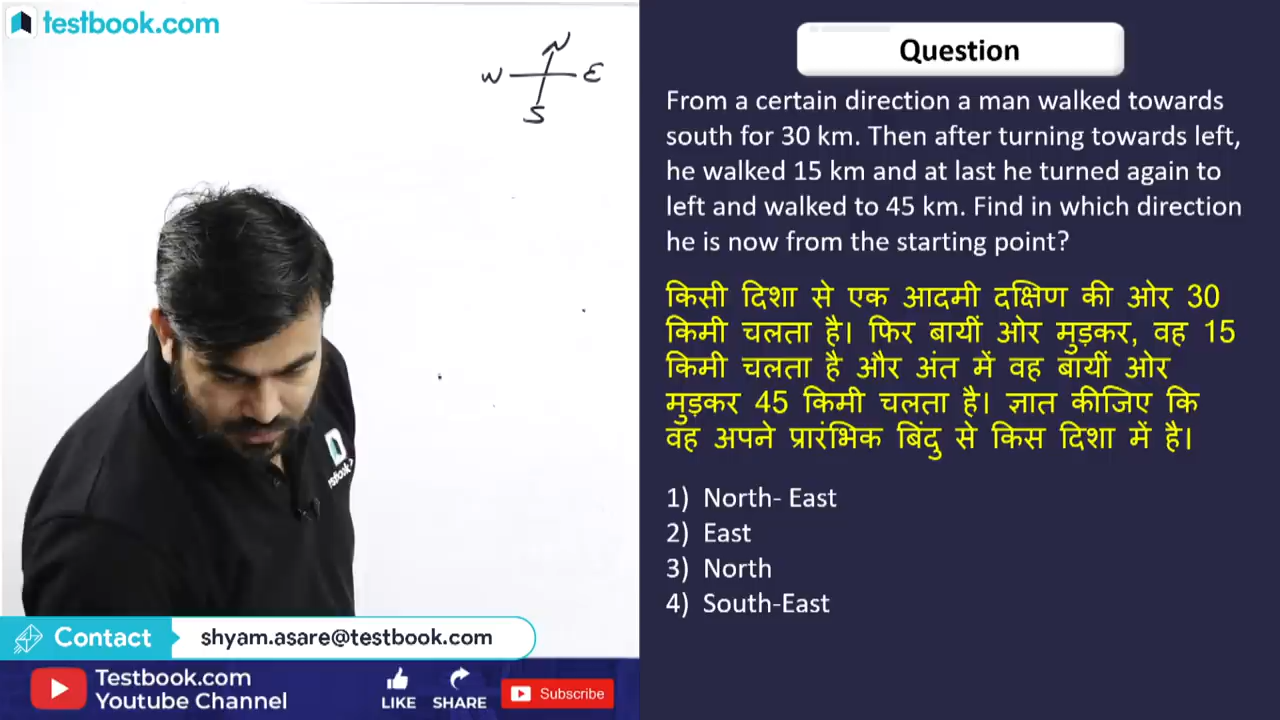 testbook.com
N
W E
S
testbook
Question
From a certain direction a man walked towards
south for 30 km. Then after turning towards left,
he walked 15 km and at last he turned again to
left and walked to 45 km. Find in which direction
he is now from the starting point?
किसी दिशा से एक आदमी दक्षिण की ओर 30
किमी चलता है। फिर बायीं ओर मुड़कर, वह 15
किमी चलता है और अंत में वह बायीं ओर
मुड़कर 45 किमी चलता है। ज्ञात कीजिए कि
वह अपने प्रारंभिक बिंदु से किस दिशा में है।
1) North- East
2) East
3) North
4) South-East
Contact shyam.asare@testbook.com
Testbook.com
Youtube Channel
LIKE SHARE Subscribe